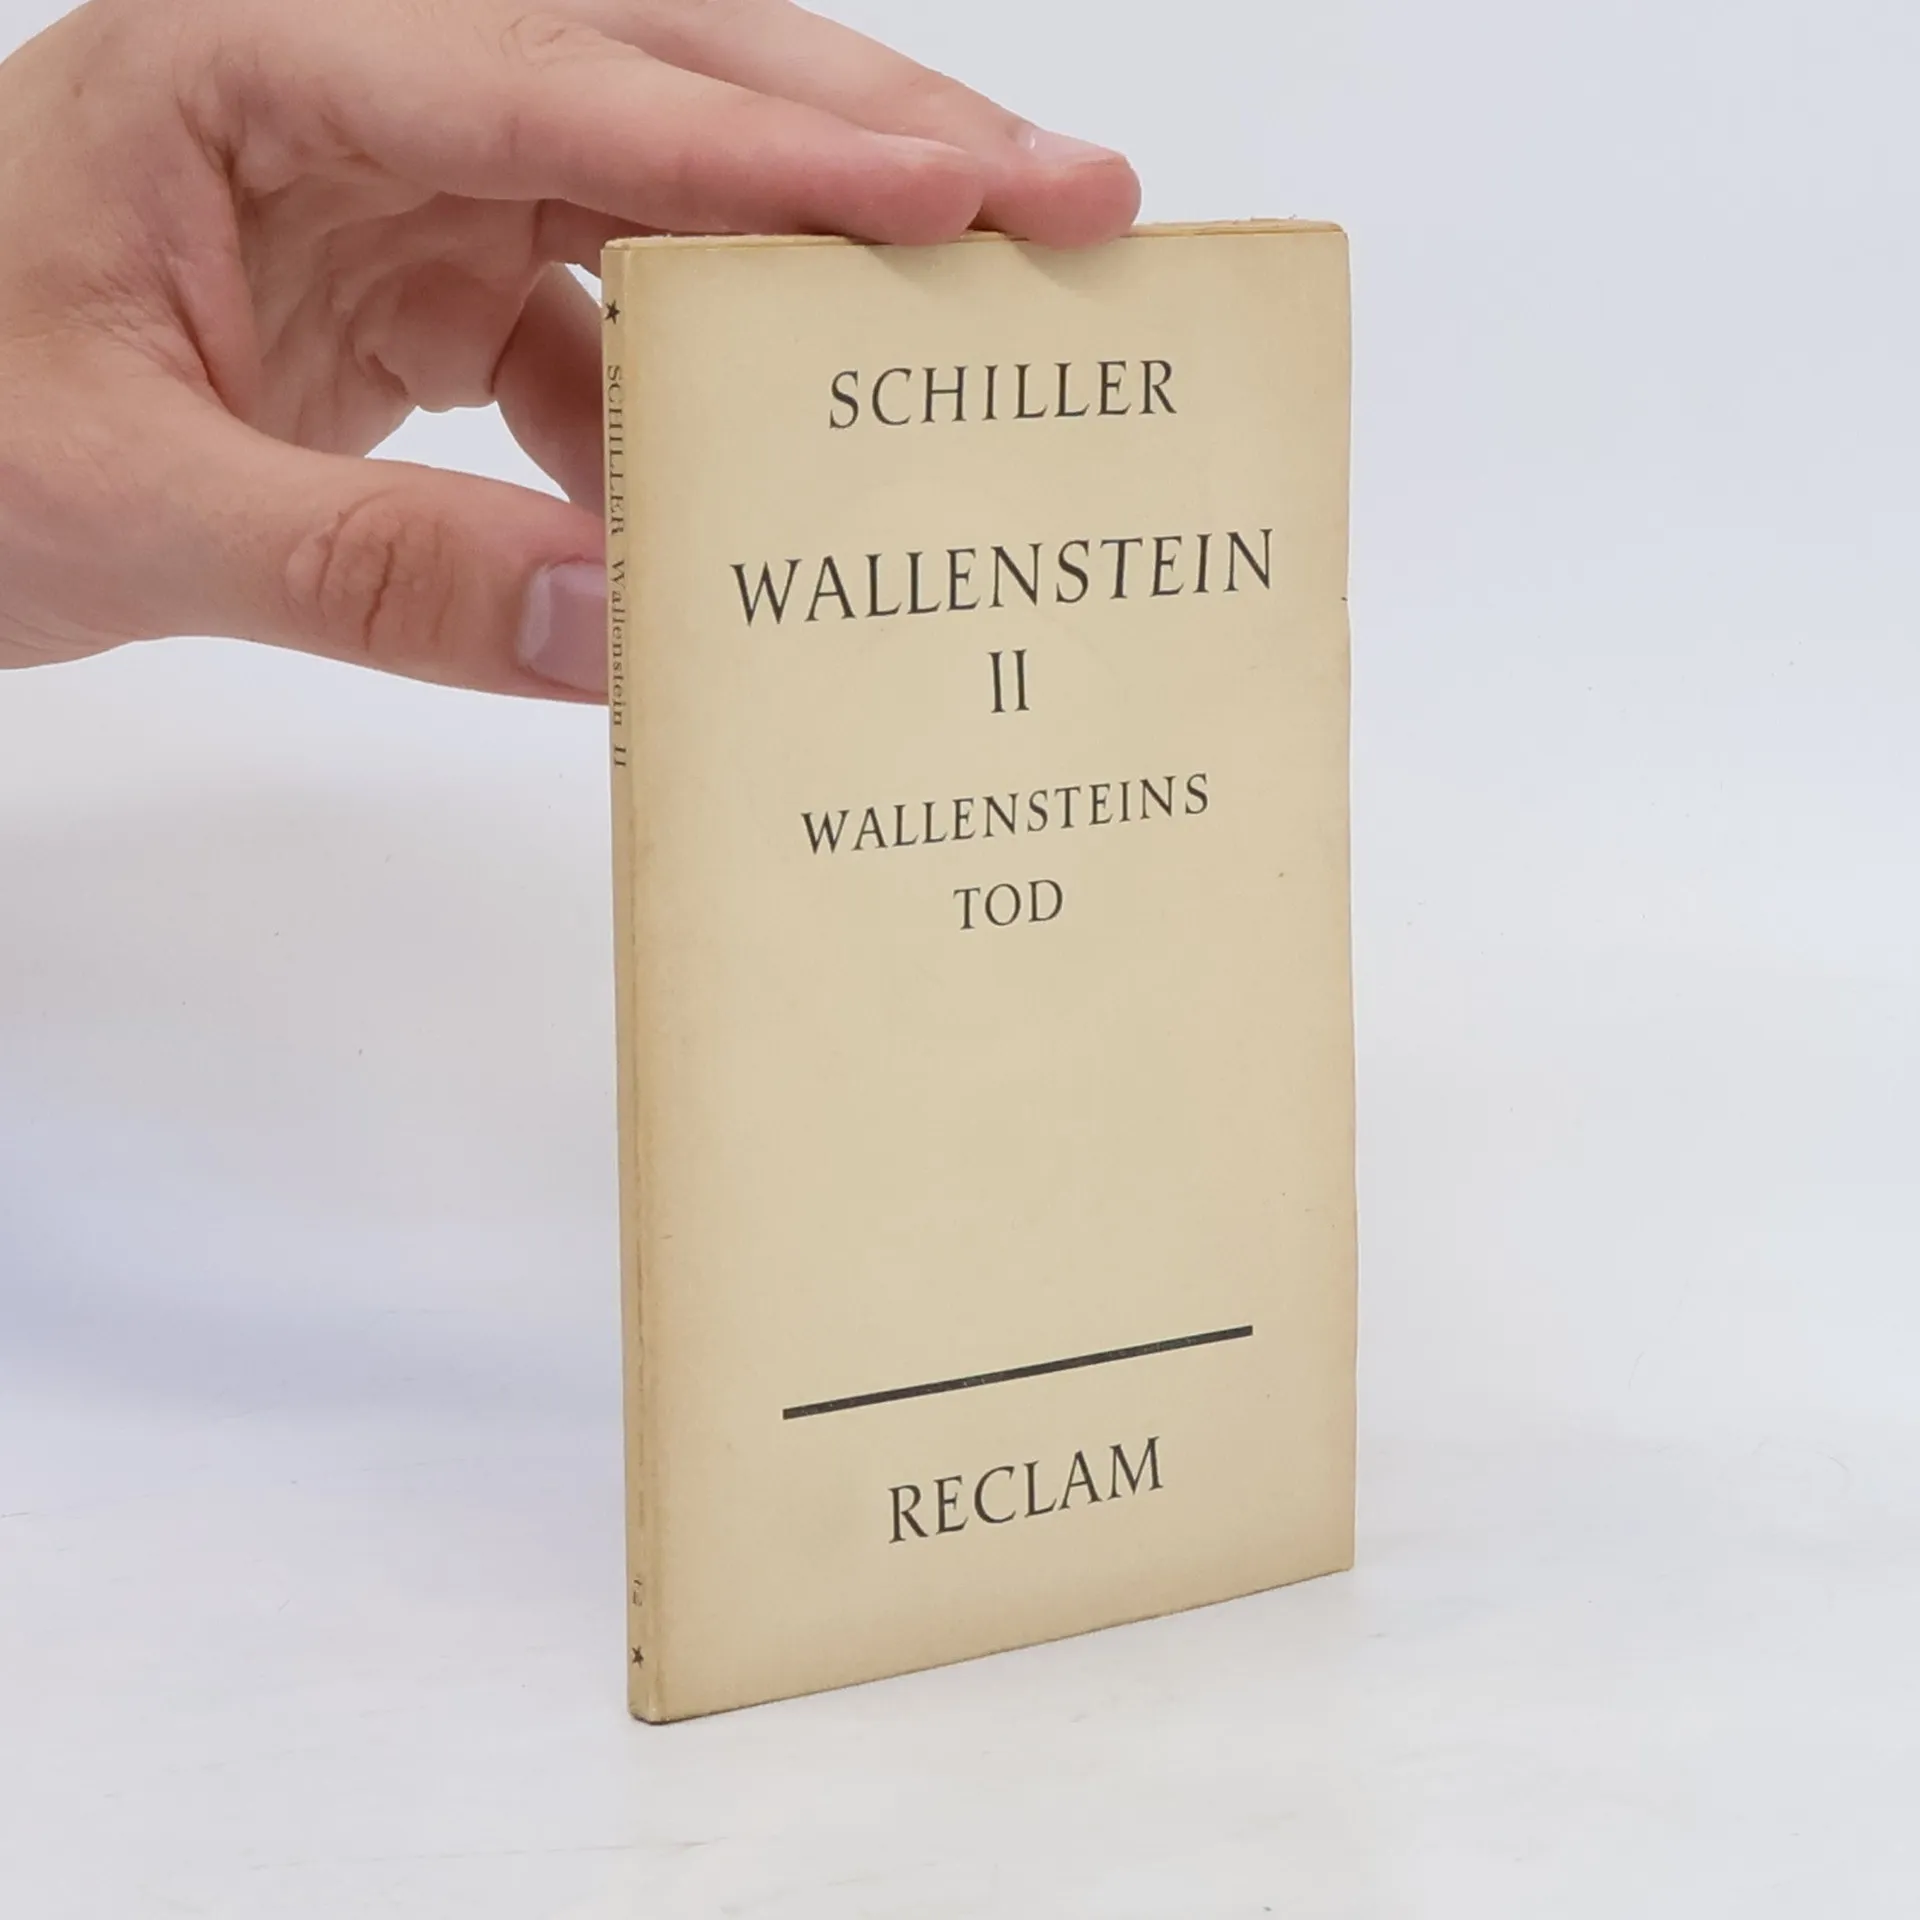 SCHILLER
WALLENSTEIN
II
WALLENSTEINS
TOD
RECLAM
★ SCHILLER Wallenstein II ★